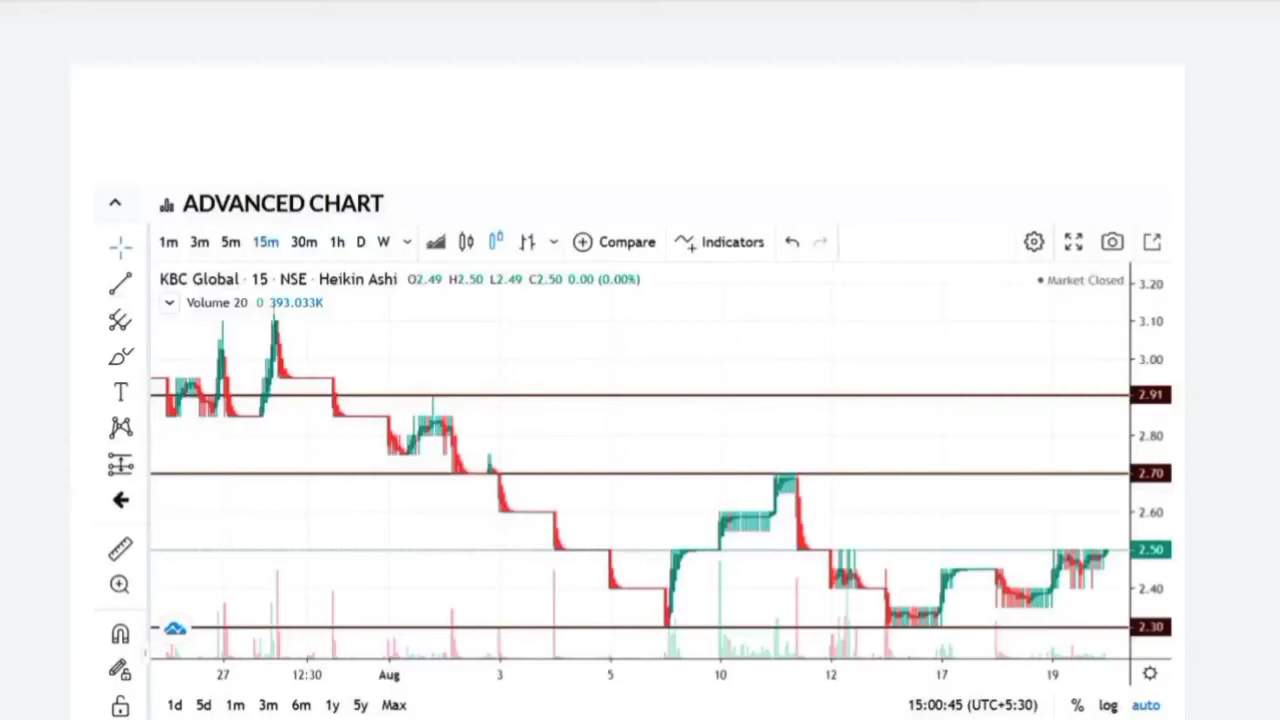 ADVANCED CHART
1m 3m 5m 15m 30m 1h D W Compare Indicators
KBC Global · 15 · NSE · Heikin Ashi O2.49 H2.50 L2.49 C2.50 0.00 (0.00%)
Market Closed
Volume 20 0 393.033K
3.20
3.10
3.00
2.91
2.80
2.70
2.60
2.50
2.40
2.30
27 12:30 Aug 3 5 10 12 17 19
1d 5d 1m 3m 6m 1y 5y Max 15:00:45 (UTC+5:30) % log auto